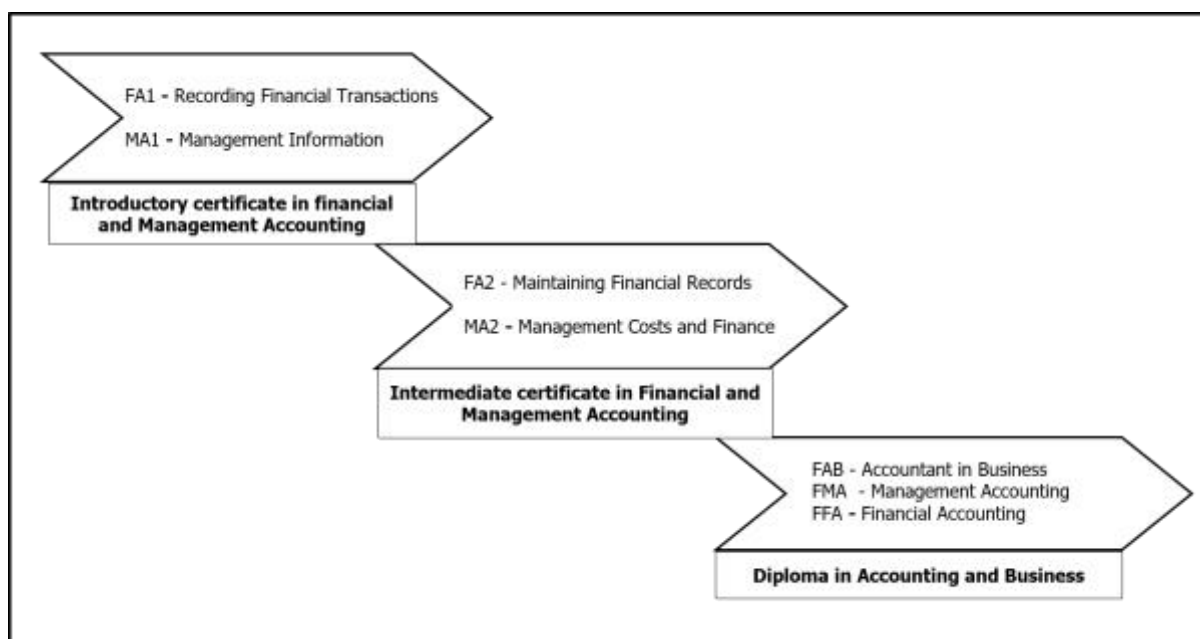 FA1 - Recording Financial Transactions
MA1 - Management Information
Introductory certificate in financial
and Management Accounting
FA2 - Maintaining Financial Records
MA2 - Management Costs and Finance
Intermediate certificate in Financial and
Management Accounting
FAB - Accountant in Business
FMA - Management Accounting
FFA - Financial Accounting
Diploma in Accounting and Business